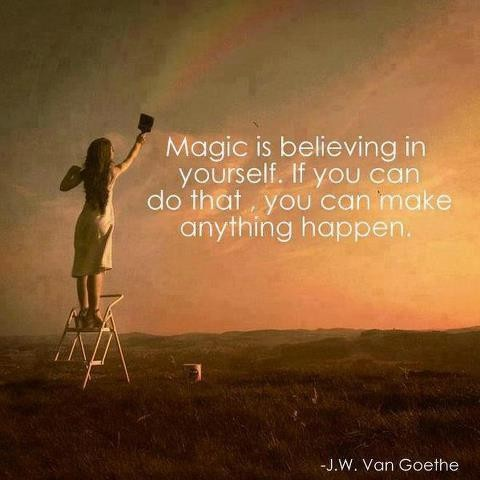 Magic is believing in
yourself. If you can
do that , you can make
anything happen.
-J.W. Van Goethe